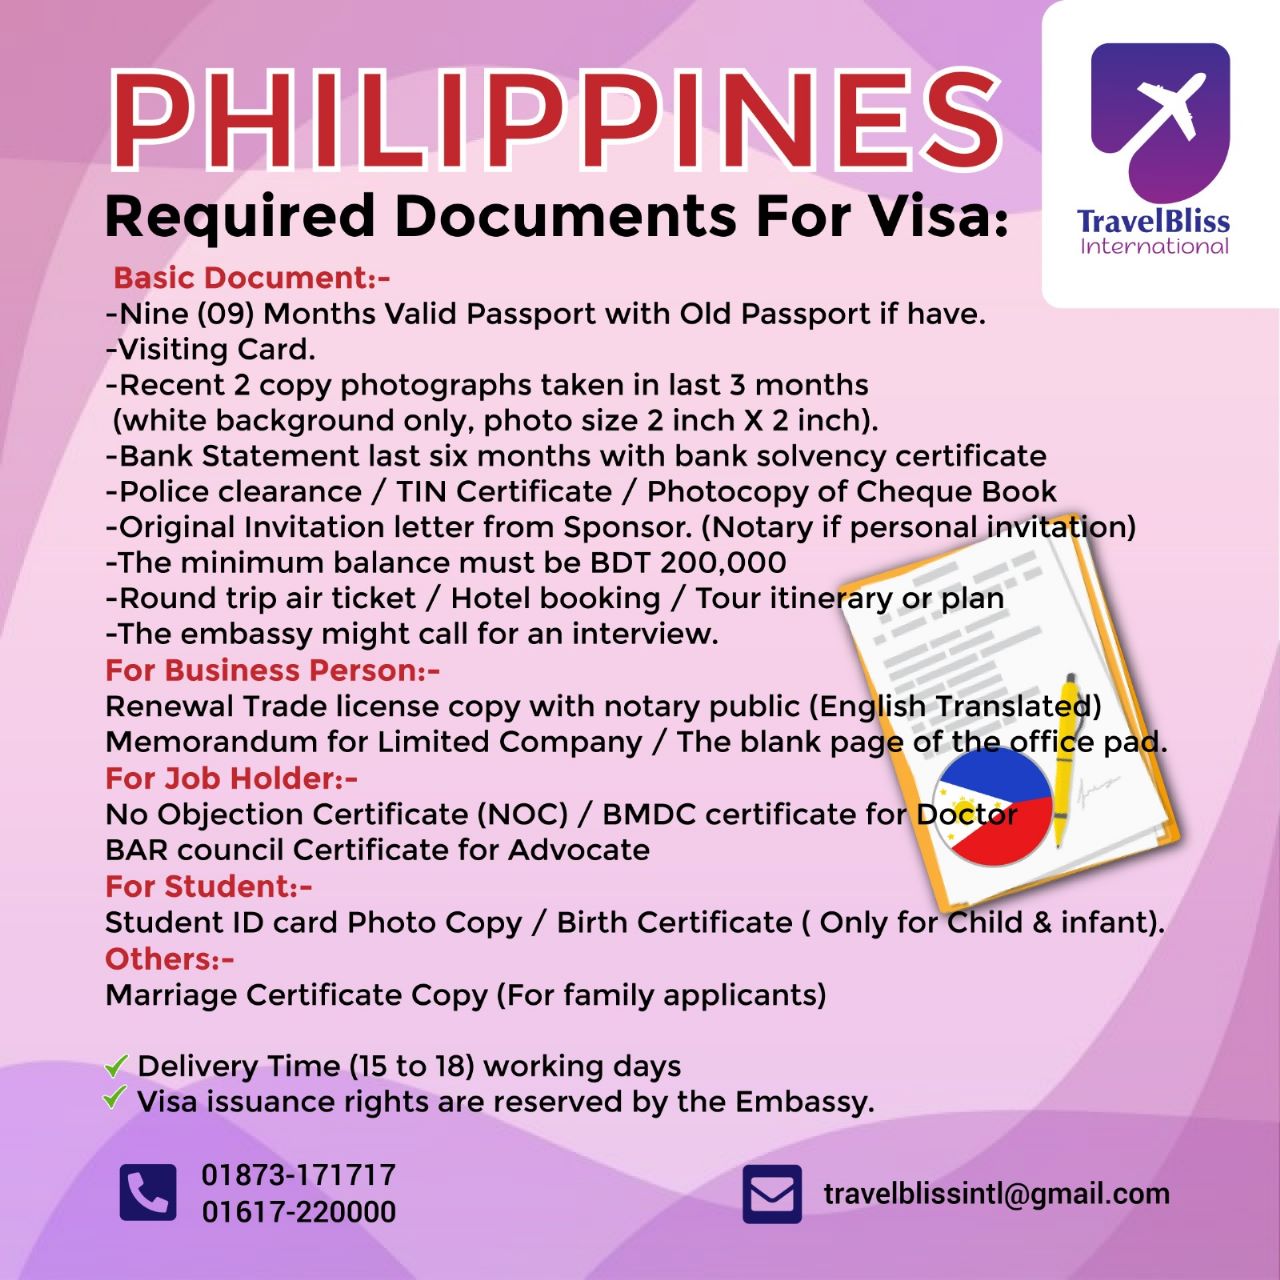 PHILIPPINES
TravelBliss
International
Required Documents For Visa:
Basic Document:-
-Nine (09) Months Valid Passport with Old Passport if have.
-Visiting Card.
-Recent 2 copy photographs taken in last 3 months
(white background only, photo size 2 inch X 2 inch).
-Bank Statement last six months with bank solvency certificate
-Police clearance / TIN Certificate / Photocopy of Cheque Book
-Original Invitation letter from Sponsor. (Notary if personal invitation)
-The minimum balance must be BDT 200,000
-Round trip air ticket / Hotel booking / Tour itinerary or plan
-The embassy might call for an interview.
For Business Person:-
Renewal Trade license copy with notary public (English Translated)
Memorandum for Limited Company / The blank page of the office pad.
For Job Holder:-
No Objection Certificate (NOC) / BMDC certificate for Doctor
BAR council Certificate for Advocate
For Student:-
Student ID card Photo Copy / Birth Certificate ( Only for Child & infant).
Others:-
Marriage Certificate Copy (For family applicants)
Delivery Time (15 to 18) working days
Visa issuance rights are reserved by the Embassy.
01873-171717
01617-220000
travelblissintl@gmail.com